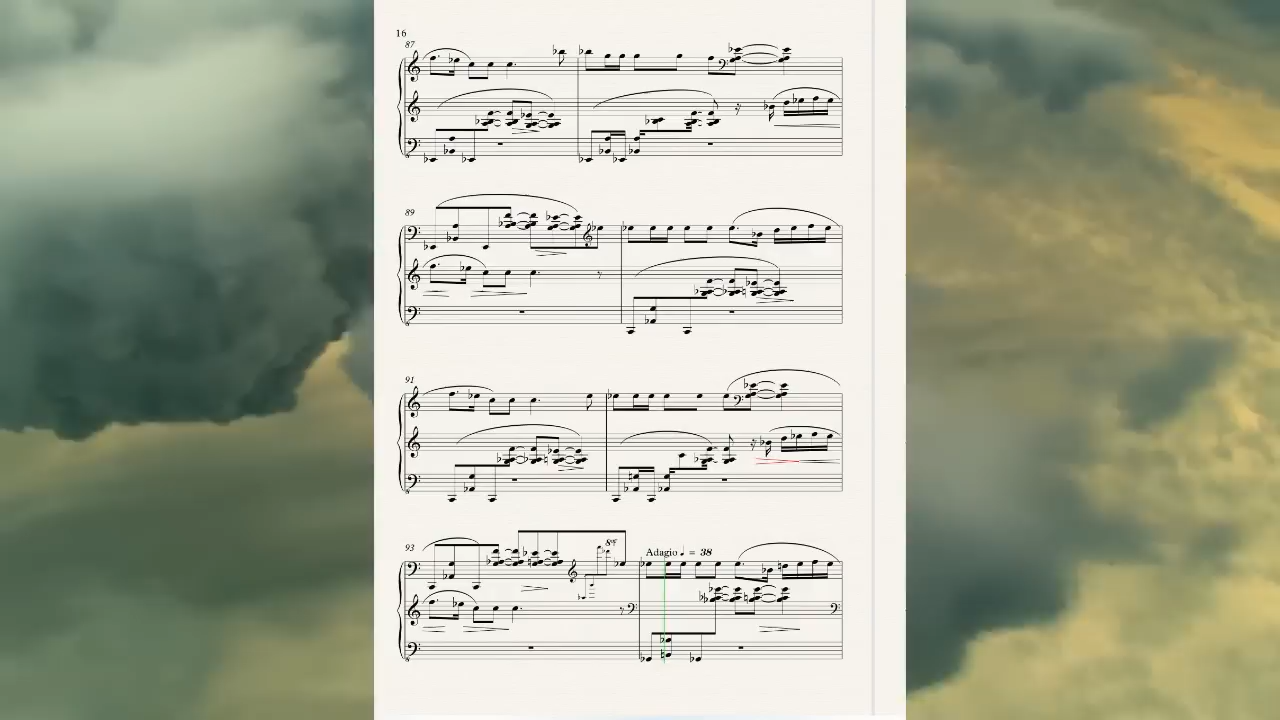 16
87
89
91
93
8va
Adagio ♩ = 38